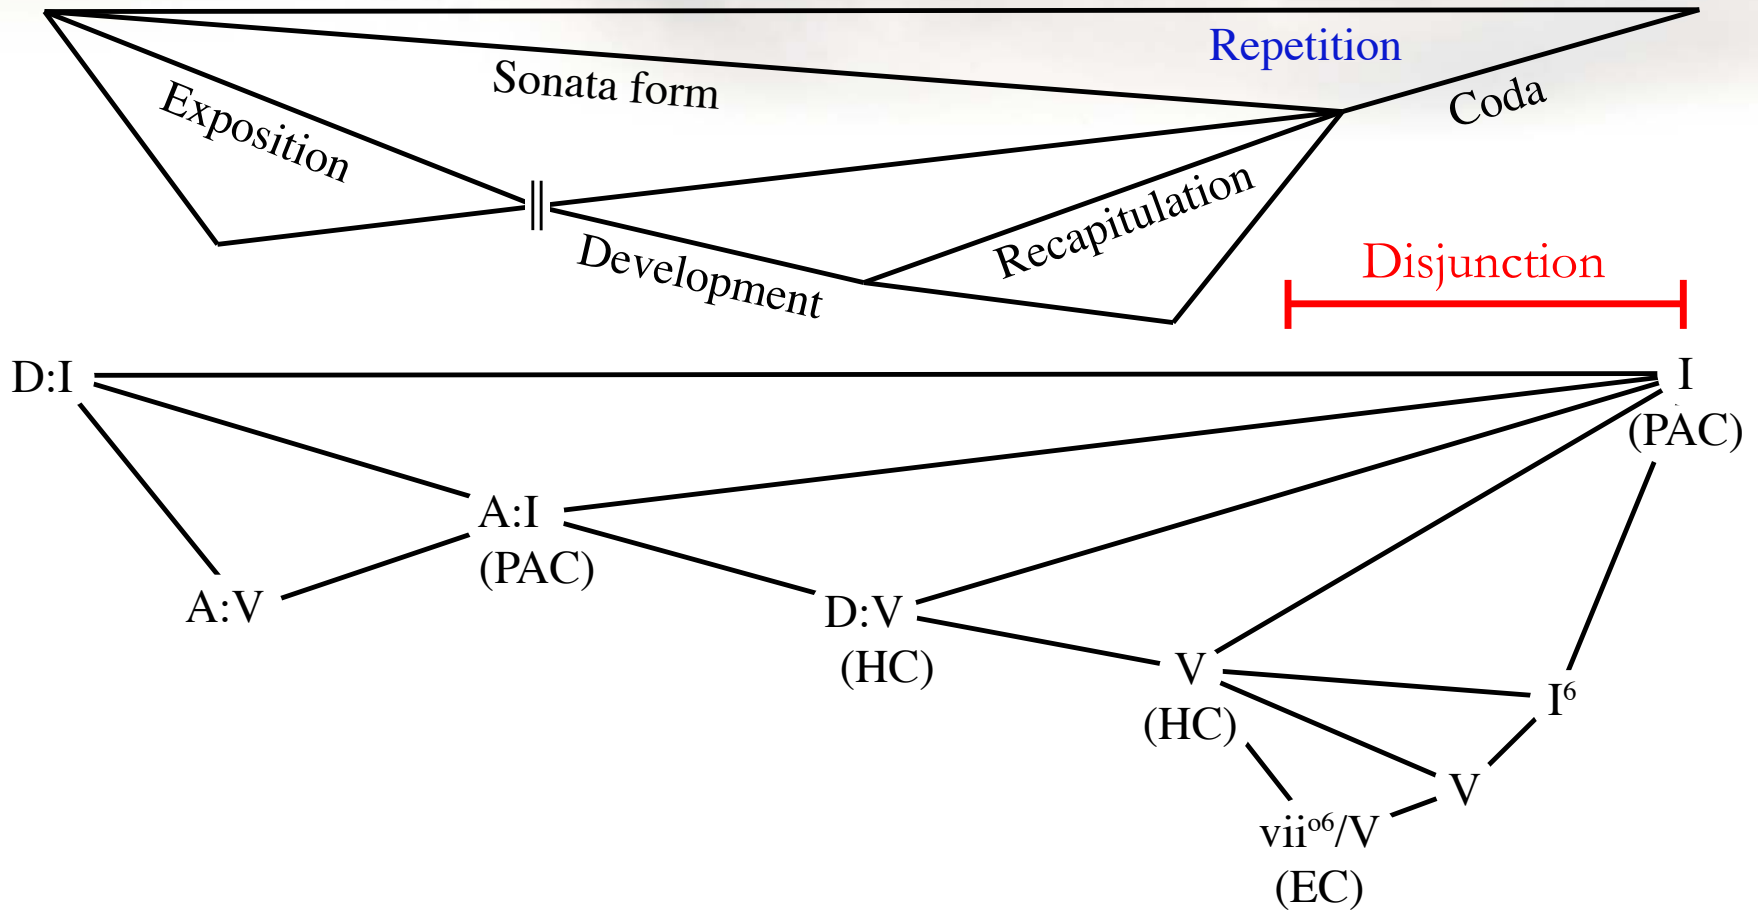 Repetition
Sonata form
Coda
Exposition
Recapitulation
Development
Disjunction
D:I
I
(PAC)
A:I
(PAC)
A:V
D:V
(HC)
V
(HC)
I⁶
V
viiᵒ⁶/V
(EC)